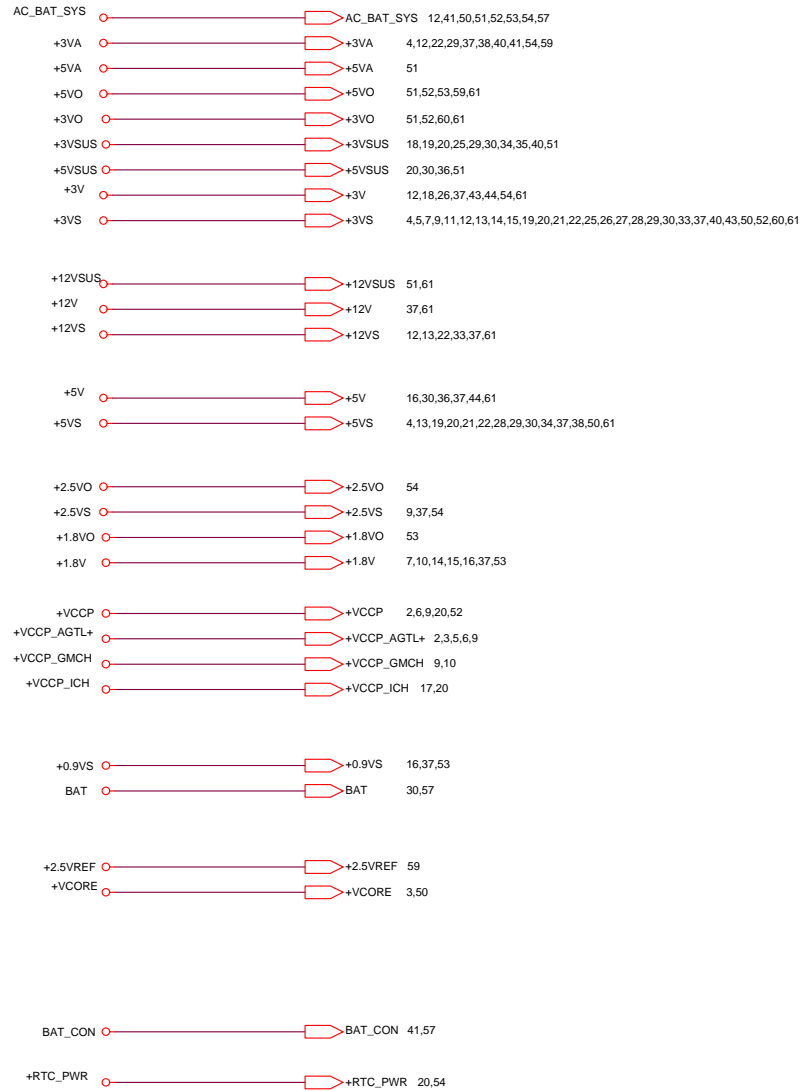 AC_BAT_SYS AC_BAT_SYS 12,41,50,51,52,53,54,57
+3VA +3VA 4,12,22,29,37,38,40,41,54,59
+5VA +5VA 51
+5VO +5VO 51,52,53,59,61
+3VO +3VO 51,52,60,61
+3VSUS +3VSUS 18,19,20,25,29,30,34,35,40,51
+5VSUS +5VSUS 20,30,36,51
+3V +3V 12,18,26,37,43,44,54,61
+3VS +3VS 4,5,7,9,11,12,13,14,15,19,20,21,22,25,26,27,28,29,30,33,37,40,43,50,52,60,61
+12VSUS +12VSUS 51,61
+12V +12V 37,61
+12VS +12VS 12,13,22,33,37,61
+5V +5V 16,30,36,37,44,61
+5VS +5VS 4,13,19,20,21,22,28,29,30,34,37,38,50,61
+2.5VO +2.5VO 54
+2.5VS +2.5VS 9,37,54
+1.8VO +1.8VO 53
+1.8V +1.8V 7,10,14,15,16,37,53
+VCCP +VCCP 2,6,9,20,52
+VCCP_AGTL+ +VCCP_AGTL+ 2,3,5,6,9
+VCCP_GMCH +VCCP_GMCH 9,10
+VCCP_ICH +VCCP_ICH 17,20
+0.9VS +0.9VS 16,37,53
BAT BAT 30,57
+2.5VREF +2.5VREF 59
+VCORE +VCORE 3,50
BAT_CON BAT_CON 41,57
+RTC_PWR +RTC_PWR 20,54